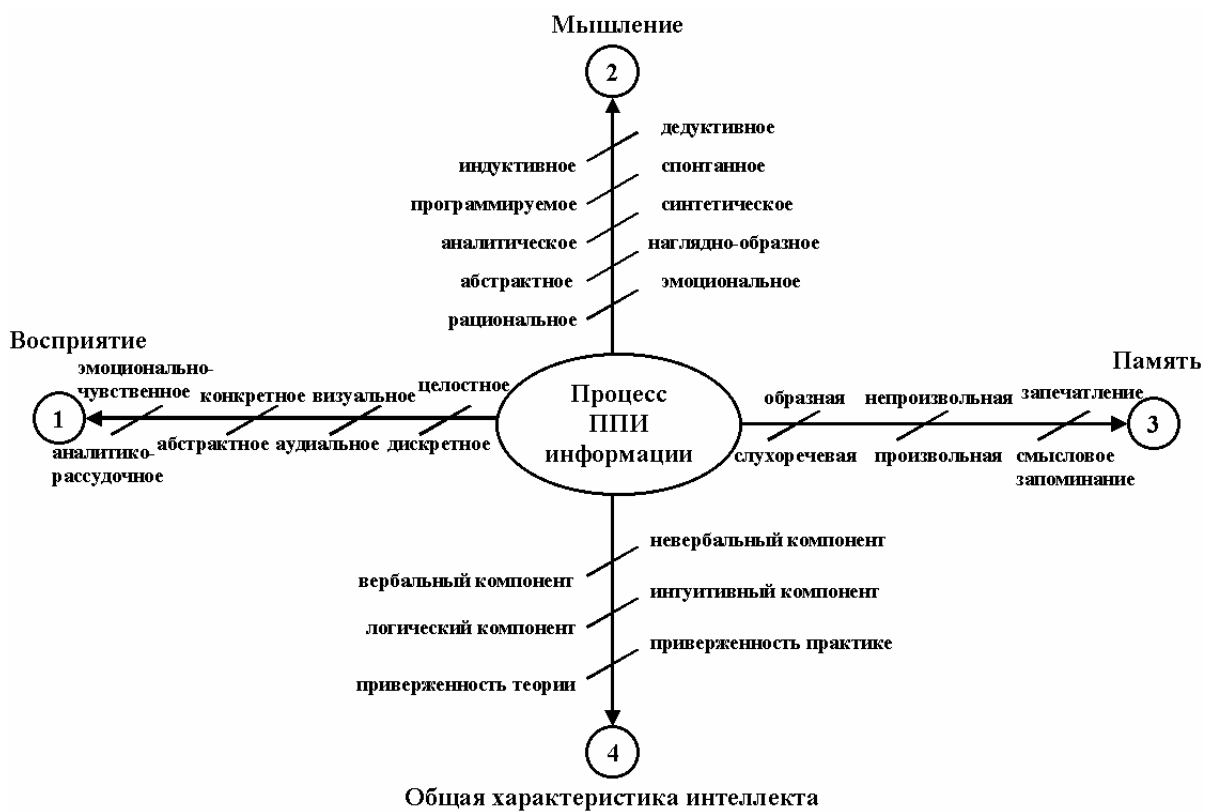 Мышление
2
дедуктивное
индуктивное
спонтанное
программируемое
синтетическое
аналитическое
наглядно-образное
абстрактное
эмоциональное
рациональное
Восприятие
эмоционально-
чувственное
конкретное
визуальное
целостное
1
аналитико-
рассудочное
абстрактное
аудиальное
дискретное
Процесс
ППИ
информации
Память
образная
непроизвольная
запечатление
3
слухоречевая
произвольная
смысловое
запоминание
невербальный компонент
вербальный компонент
интуитивный компонент
логический компонент
приверженность практике
приверженность теории
4
Общая характеристика интеллекта